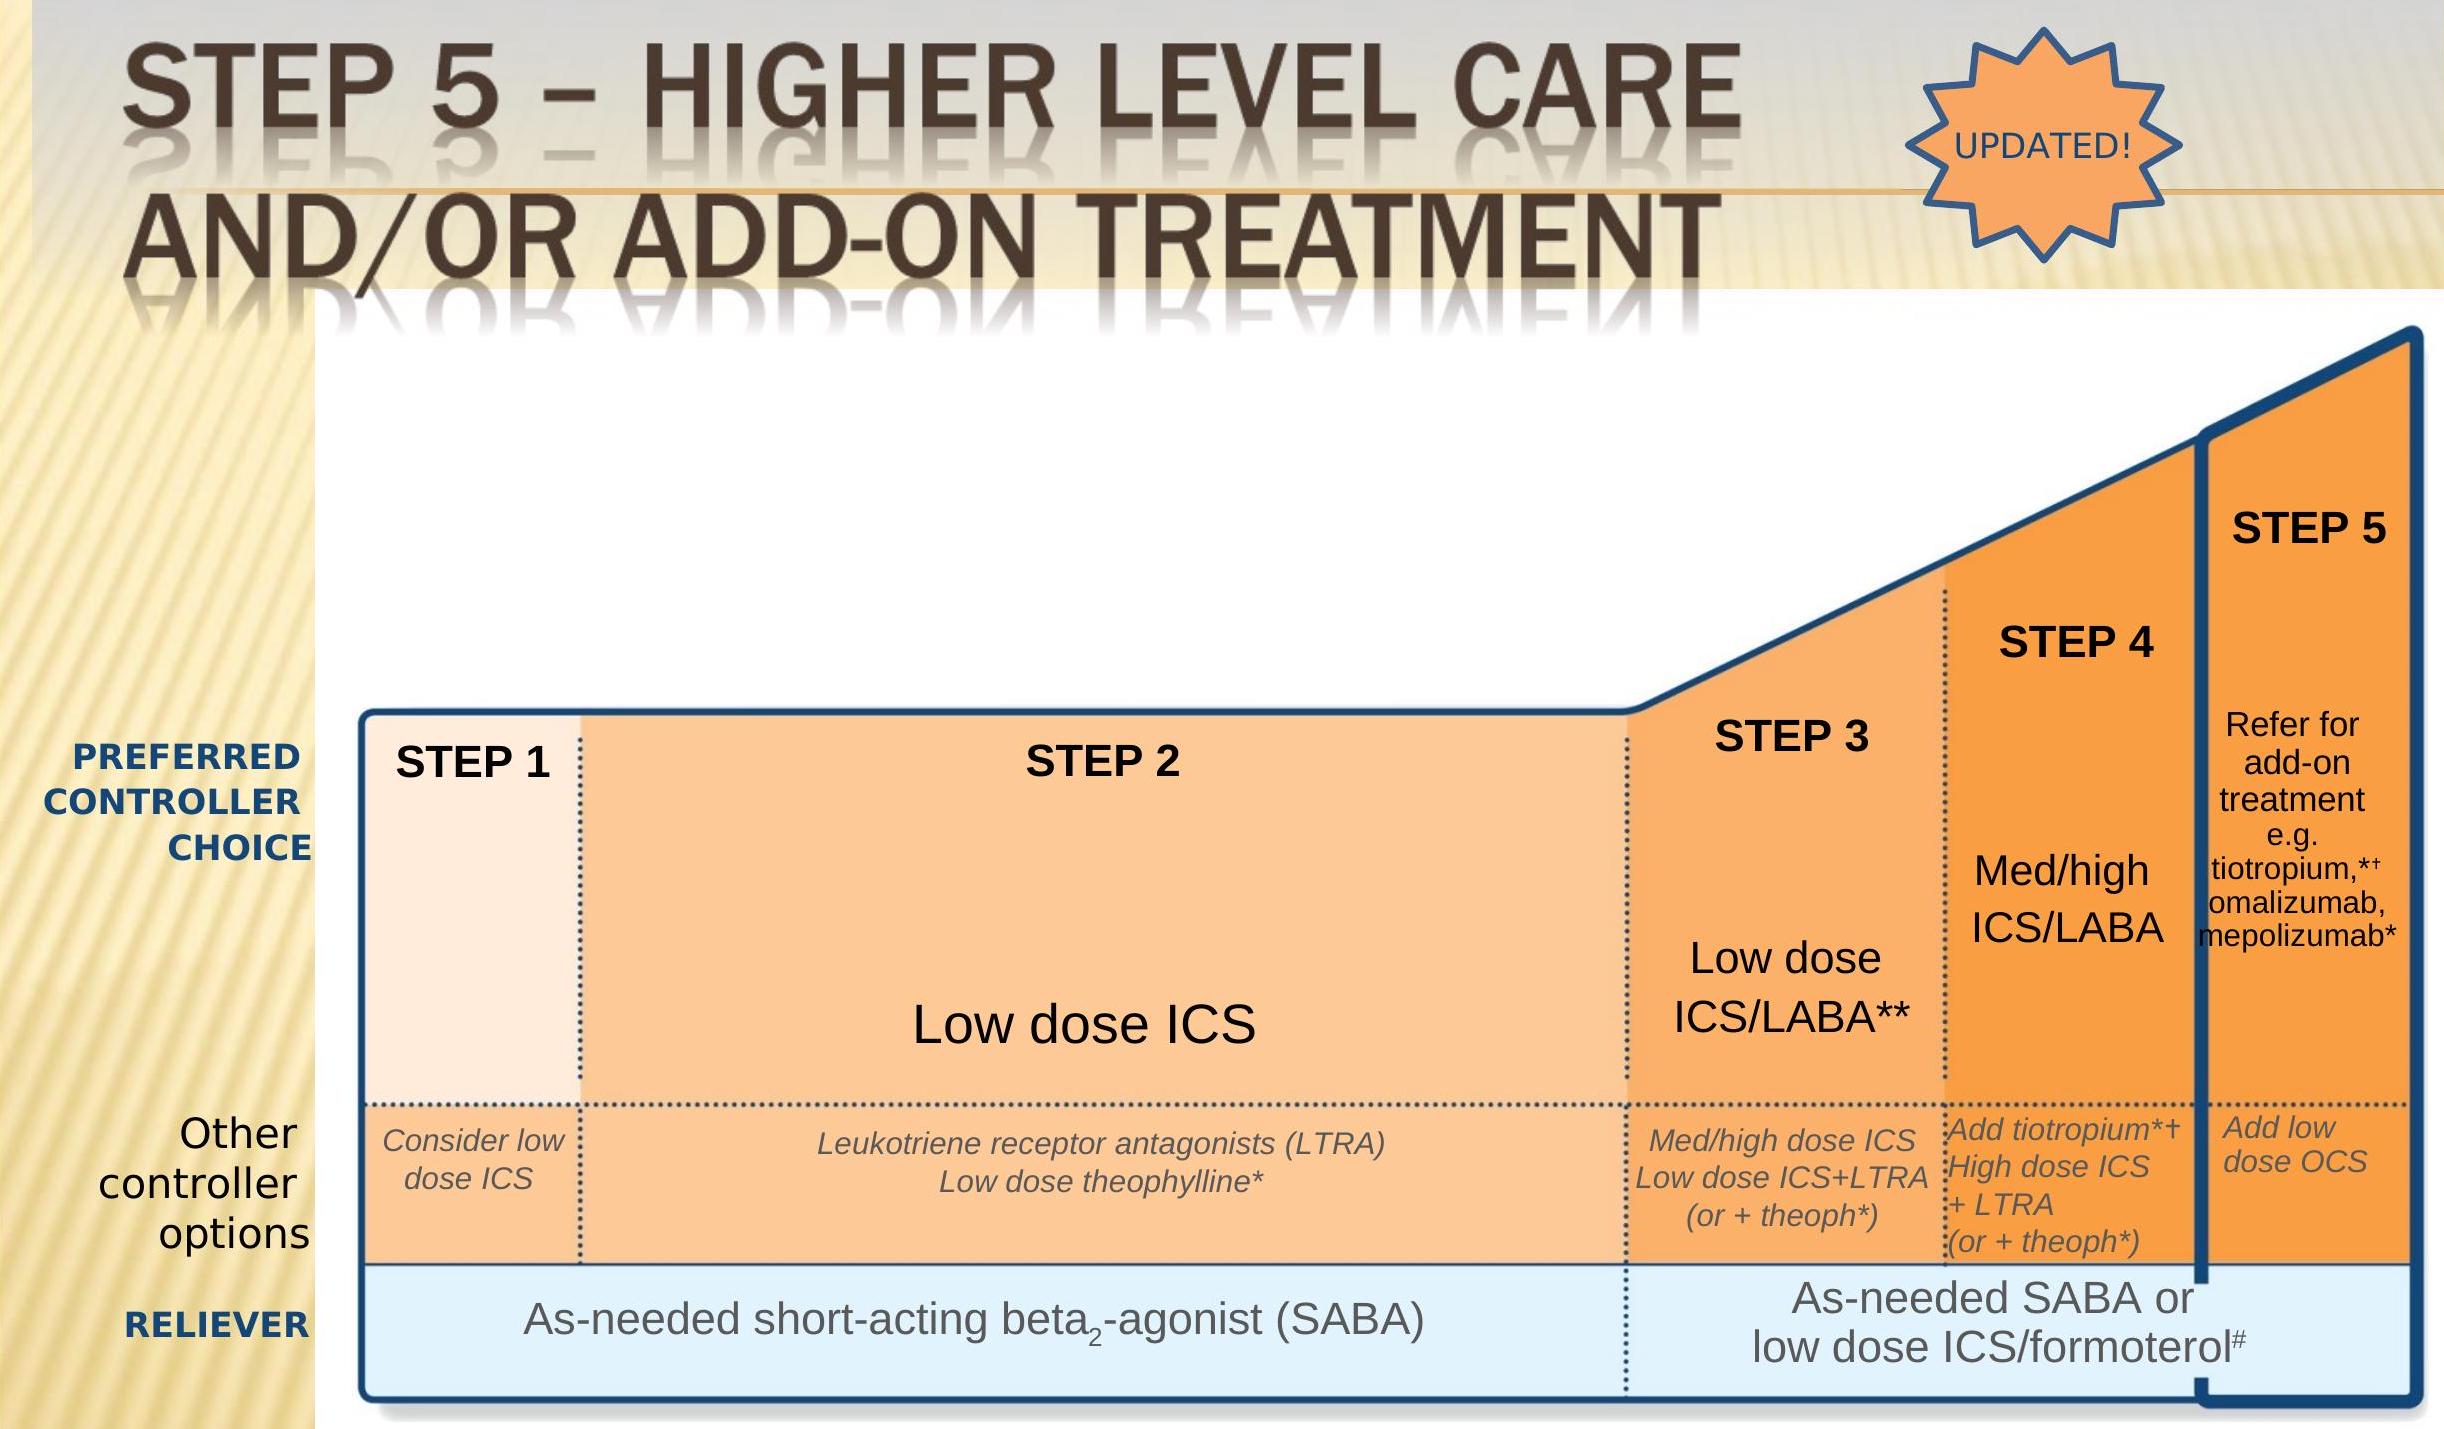 STEP 5 – HIGHER LEVEL CARE
AND/OR ADD-ON TREATMENT
UPDATED!
PREFERRED
CONTROLLER
CHOICE
STEP 1
STEP 2
Low dose ICS
STEP 3
Low dose
ICS/LABA**
STEP 4
Med/high
ICS/LABA
STEP 5
Refer for
add-on
treatment
e.g.
tiotropium,*†
omalizumab,
mepolizumab*
Other
controller
options
Consider low
dose ICS
Leukotriene receptor antagonists (LTRA)
Low dose theophylline*
Med/high dose ICS
Low dose ICS+LTRA
(or + theoph*)
Add tiotropium*†
High dose ICS
+ LTRA
(or + theoph*)
Add low
dose OCS
RELIEVER
As-needed short-acting beta₂-agonist (SABA)
As-needed SABA or
low dose ICS/formoterol#